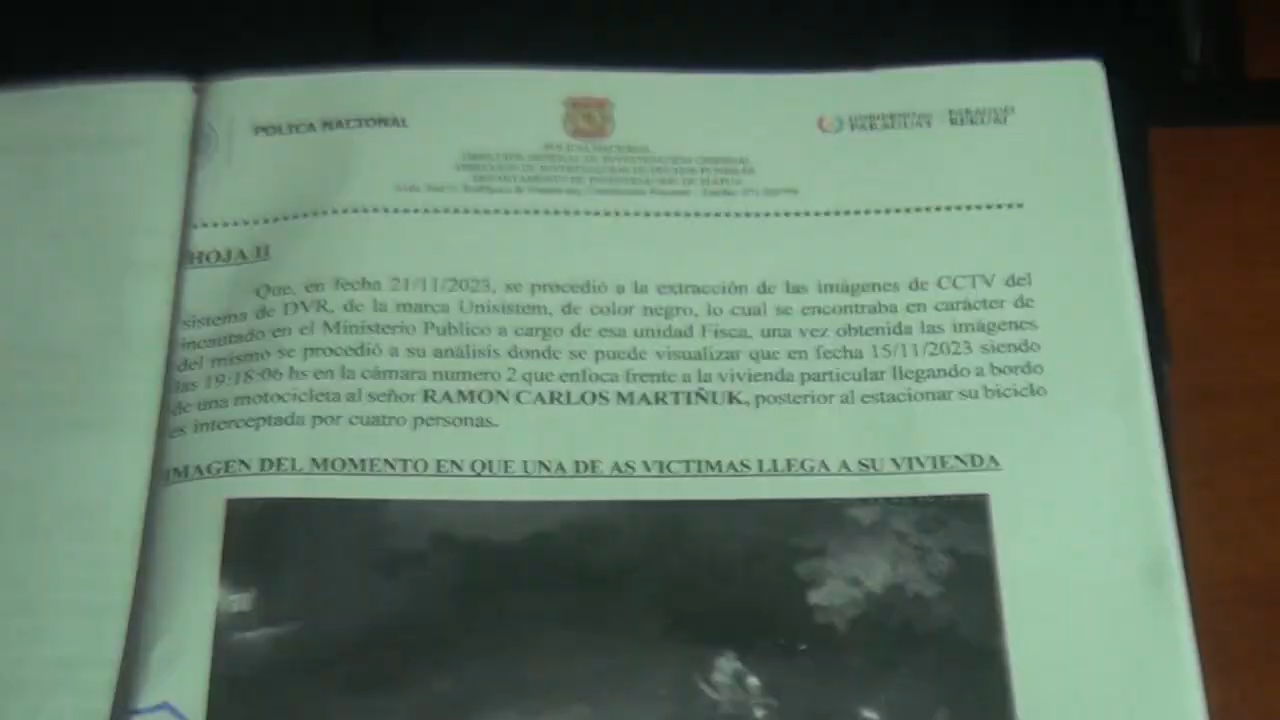 POLICA NACIONAL
PARAGUAY
REKUAI
POLICIA NACIONAL
HOJA II
Que, en fecha 21/11/2023, se procedió a la extracción de las imágenes de CCTV del
sistema de DVR, de la marca Unisistem, de color negro, lo cual se encontraba en carácter de
incautado en el Ministerio Publico a cargo de esa unidad Fisca, una vez obtenida las imágenes
del mismo se procedió a su análisis donde se puede visualizar que en fecha 15/11/2023 siendo
las 19:18:06 hs en la cámara numero 2 que enfoca frente a la vivienda particular llegando a bordo
de una motocicleta al señor RAMON CARLOS MARTIÑUK, posterior al estacionar su biciclo
es interceptada por cuatro personas.
IMAGEN DEL MOMENTO EN QUE UNA DE AS VICTIMAS LLEGA A SU VIVIENDA